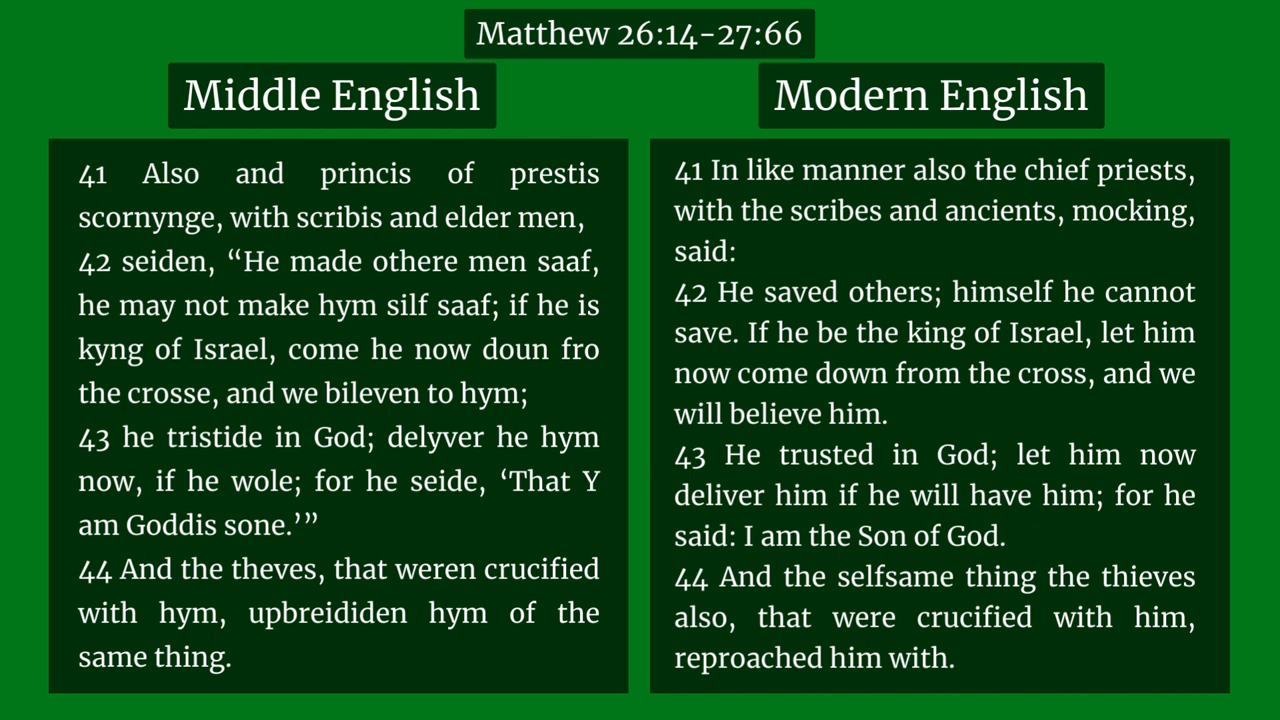 Matthew 26:14-27:66
Middle English
41 Also and princis of prestis
scornynge, with scribis and elder men,
42 seiden, “He made othere men saaf,
he may not make hym silf saaf; if he is
kyng of Israel, come he now doun fro
the crosse, and we bileven to hym;
43 he tristide in God; delyver he hym
now, if he wole; for he seide, ‘That Y
am Goddis sone.’”
44 And the theves, that weren crucified
with hym, upbreididen hym of the
same thing.
Modern English
41 In like manner also the chief priests,
with the scribes and ancients, mocking,
said:
42 He saved others; himself he cannot
save. If he be the king of Israel, let him
now come down from the cross, and we
will believe him.
43 He trusted in God; let him now
deliver him if he will have him; for he
said: I am the Son of God.
44 And the selfsame thing the thieves
also, that were crucified with him,
reproached him with.